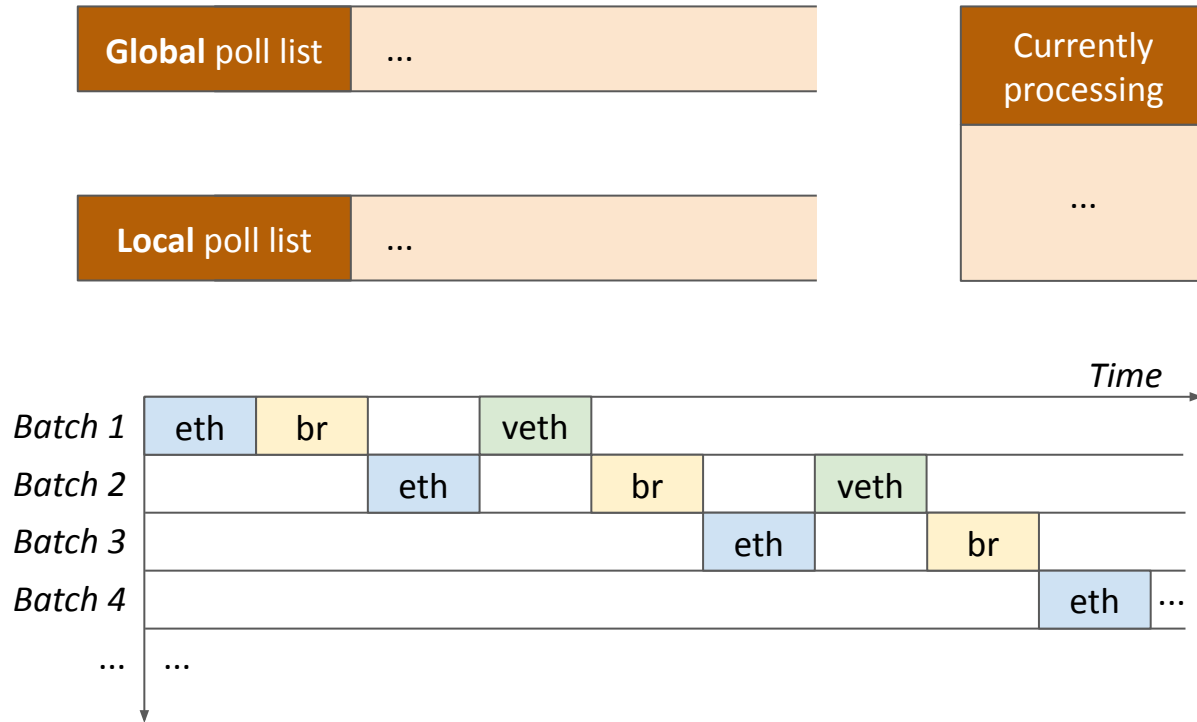 Global poll list
...
Currently
processing
...
Local poll list
...
Time
Batch 1
eth
br
veth
Batch 2
eth
br
veth
Batch 3
eth
br
Batch 4
eth
...
...
...